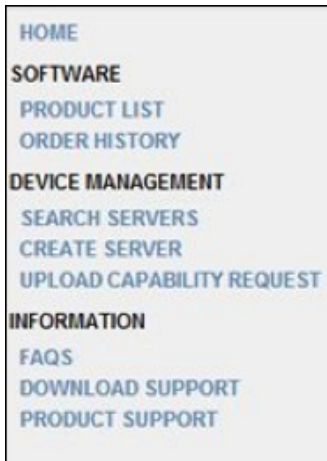 HOME
SOFTWARE
PRODUCT LIST
ORDER HISTORY
DEVICE MANAGEMENT
SEARCH SERVERS
CREATE SERVER
UPLOAD CAPABILITY REQUEST
INFORMATION
FAQS
DOWNLOAD SUPPORT
PRODUCT SUPPORT